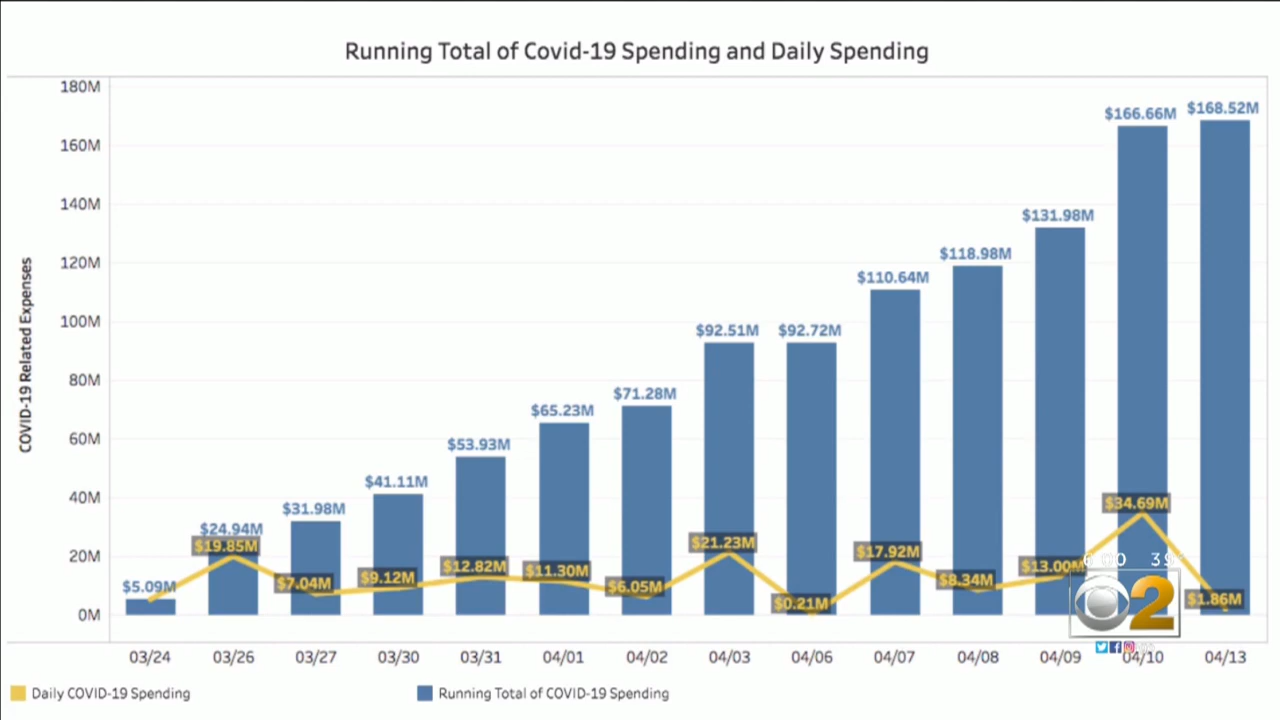 Running Total of Covid-19 Spending and Daily Spending
COVID-19 Related Expenses
180M
160M
140M
120M
100M
80M
60M
40M
20M
0M
$5.09M
$24.94M
$31.98M
$41.11M
$53.93M
$65.23M
$71.28M
$92.51M
$92.72M
$110.64M
$118.98M
$131.98M
$166.66M
$168.52M
$19.85M
$7.04M
$9.12M
$12.82M
$11.30M
$6.05M
$21.23M
$0.21M
$17.92M
$8.34M
$13.00M
$34.69M
$1.86M
2
03/24 03/26 03/27 03/30 03/31 04/01 04/02 04/03 04/06 04/07 04/08 04/09 04/10 04/13
Daily COVID-19 Spending
Running Total of COVID-19 Spending